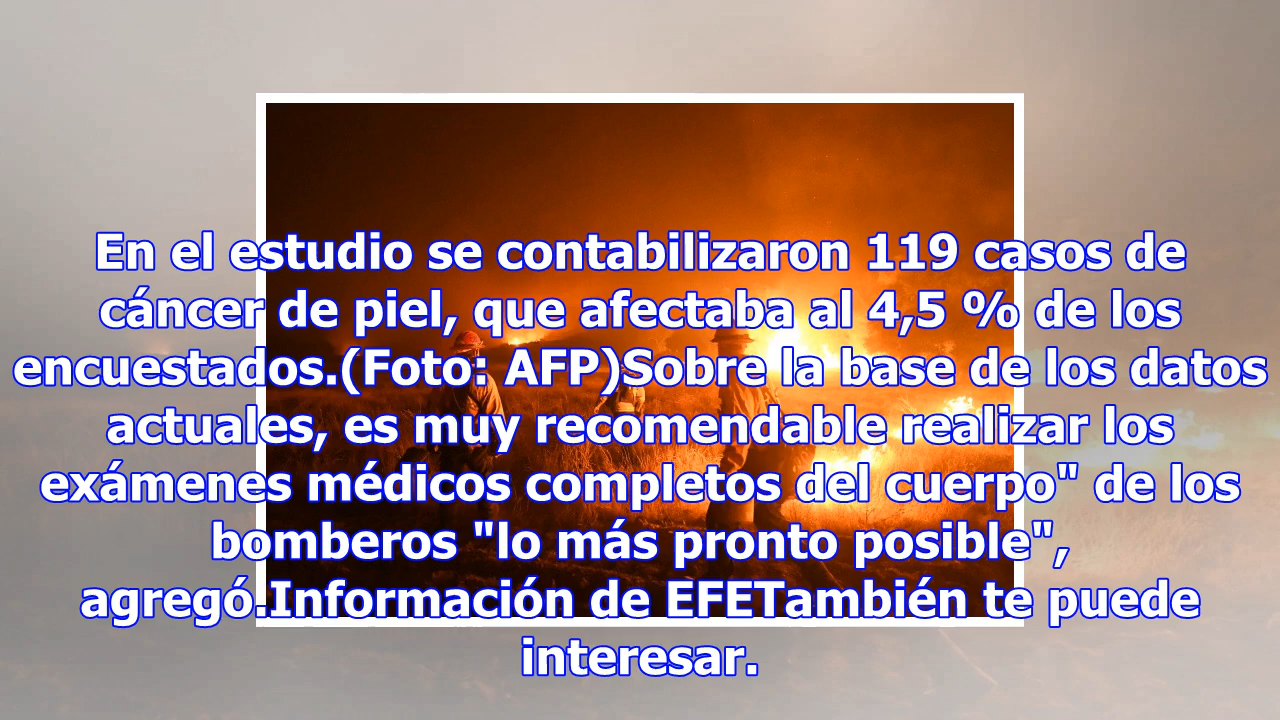 En el estudio se contabilizaron 119 casos de
cáncer de piel, que afectaba al 4,5 % de los
encuestados.(Foto: AFP)Sobre la base de los datos
actuales, es muy recomendable realizar los
exámenes médicos completos del cuerpo" de los
bomberos "lo más pronto posible",
agregó.Información de EFETambién te puede
interesar.